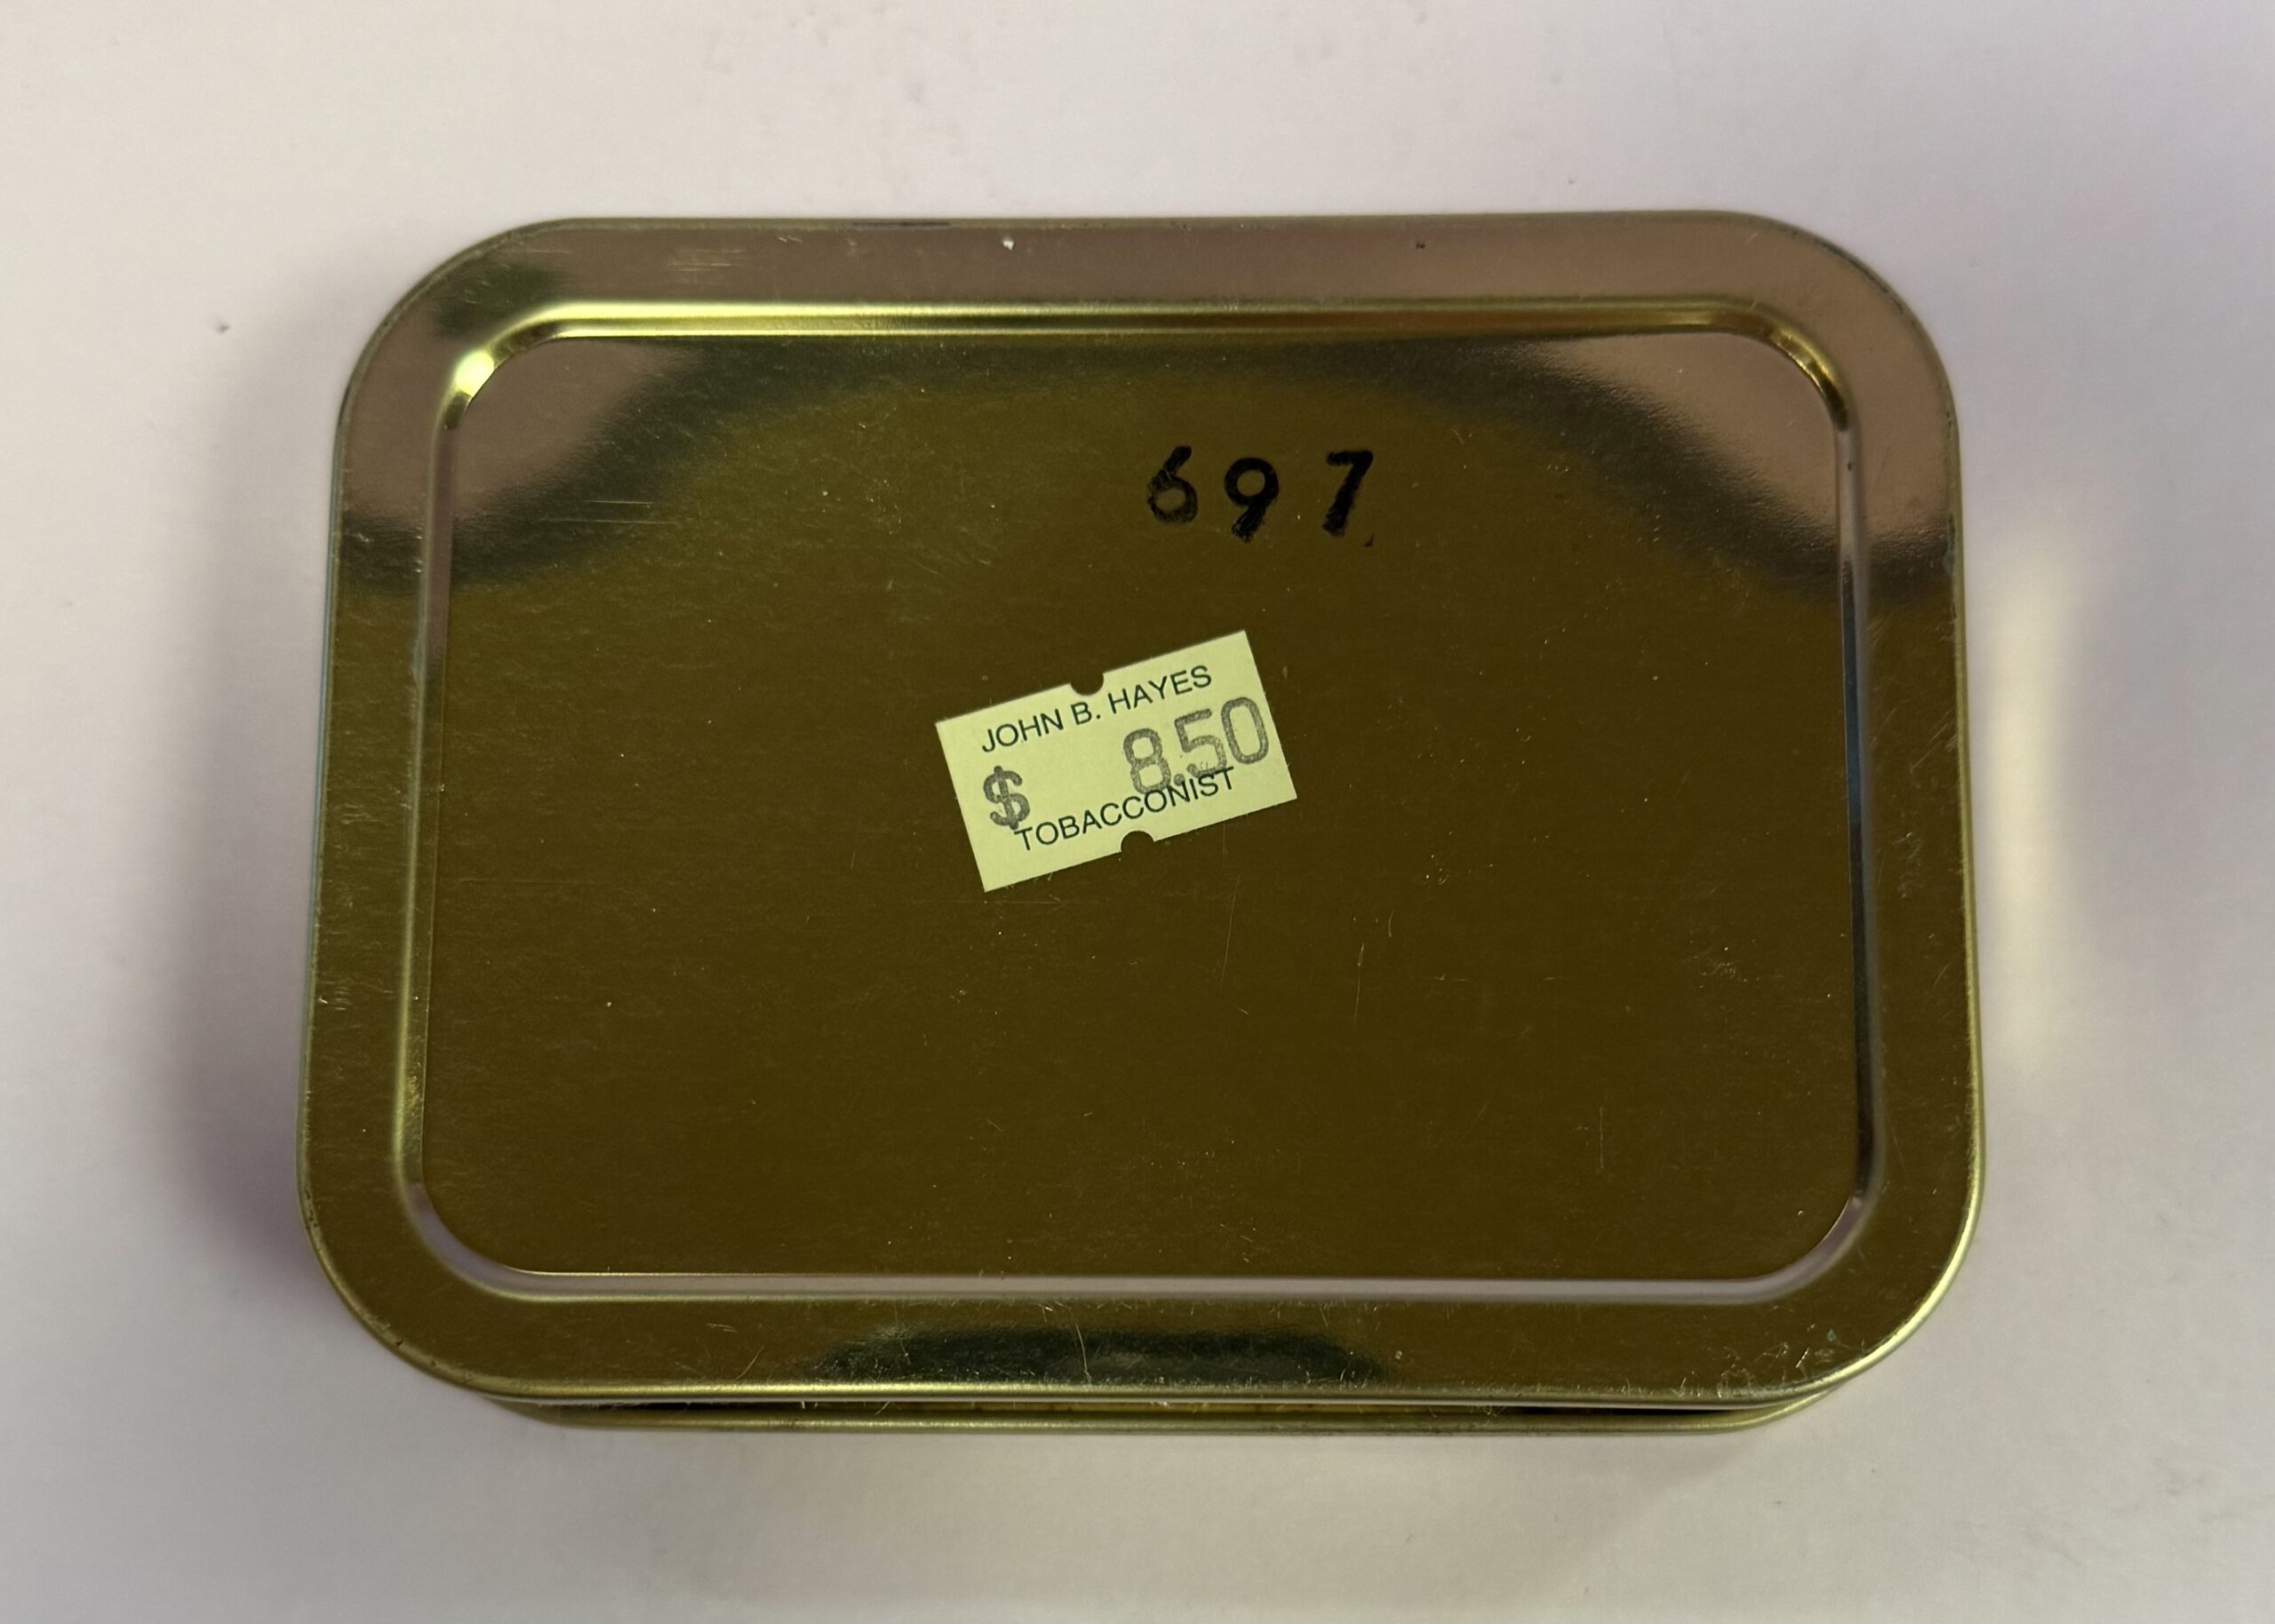 697
JOHN B. HAYES
$ 8.50
TOBACCONIST